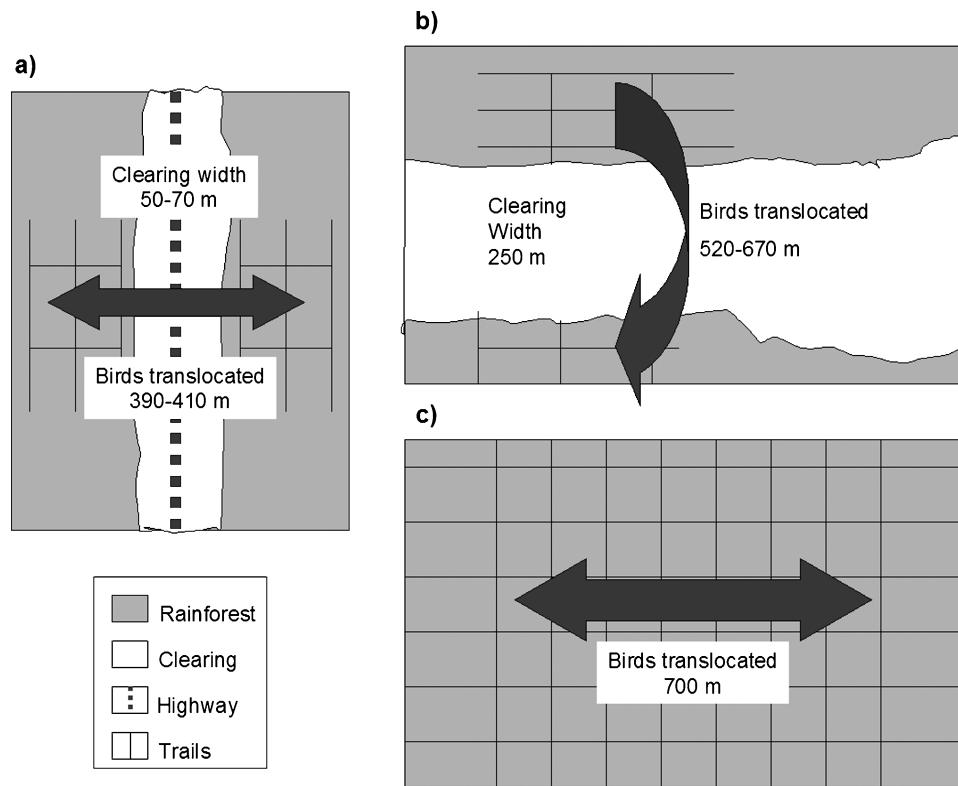 a)
Clearing width
50-70 m
Birds translocated
390-410 m
b)
Clearing
Width
250 m
Birds translocated
520-670 m
c)
Birds translocated
700 m
Rainforest
Clearing
Highway
Trails